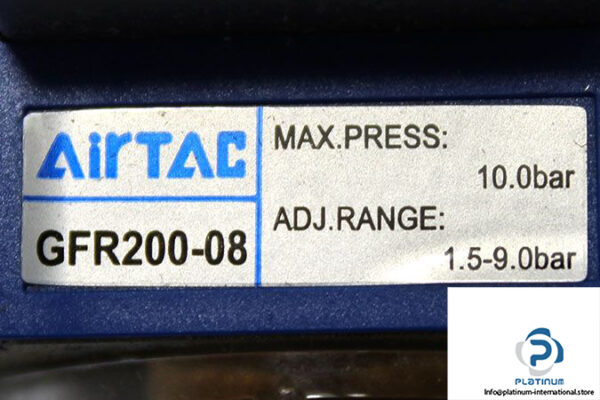 AirTAC
GFR200-08
MAX.PRESS:
10.0bar
ADJ.RANGE:
1.5-9.0bar
PLATINUM
Info@platinum-international.store